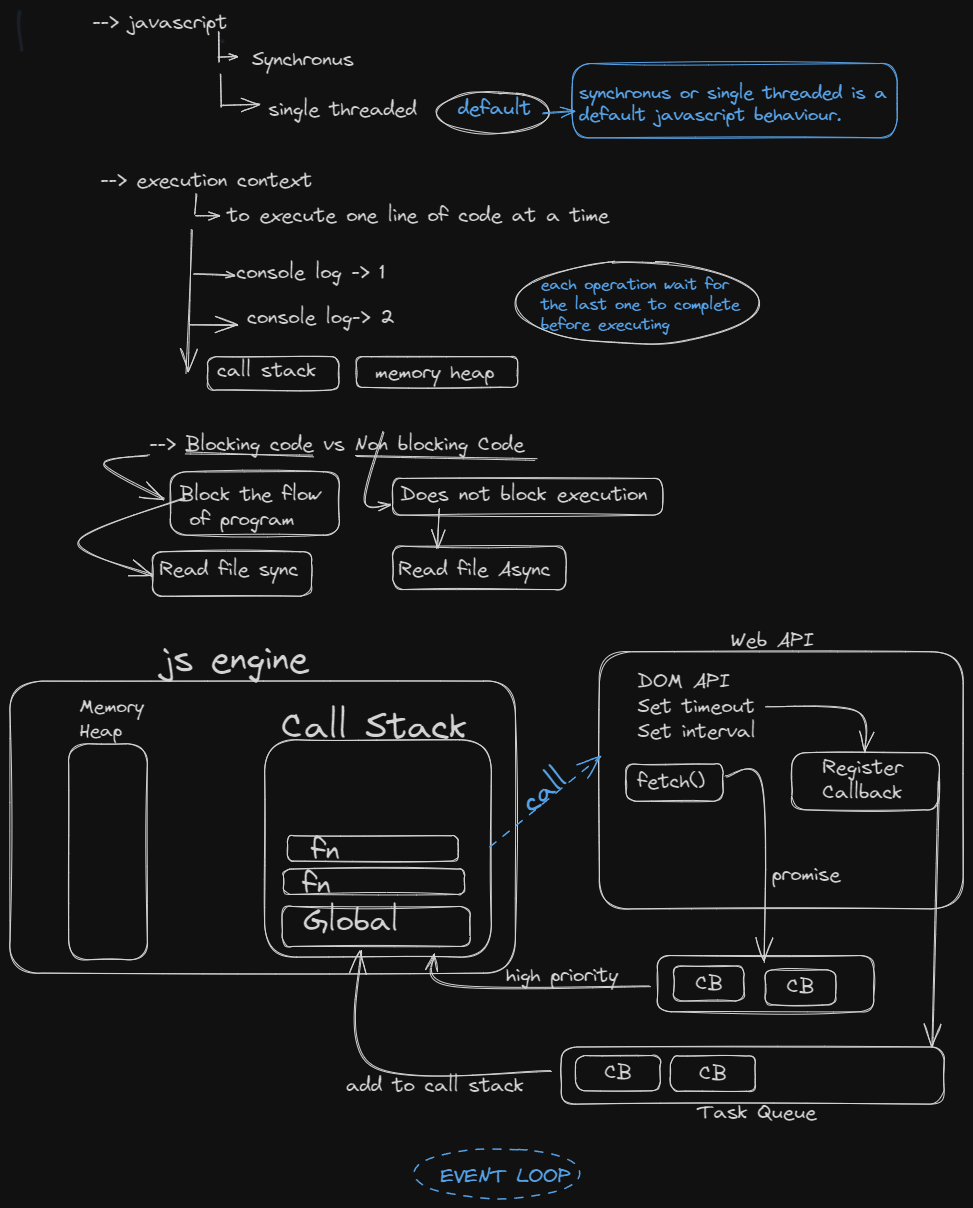 --> javascript
Synchronus
single threaded
default
synchronus or single threaded is a
default javascript behaviour.
--> execution context
to execute one line of code at a time
console log -> 1
console log-> 2
each operation wait for
the last one to complete
before executing
call stack
memory heap
--> Blocking code vs Non blocking Code
Block the flow
of program
Does not block execution
Read file sync
Read file Async
js engine
Memory
Heap
Call Stack
fn
fn
Global
call
Web API
DOM API
Set timeout
Set interval
fetch()
Register
Callback
promise
high priority
cB
cB
add to call stack
cB
cB
Task Queue
EVENT LOOP